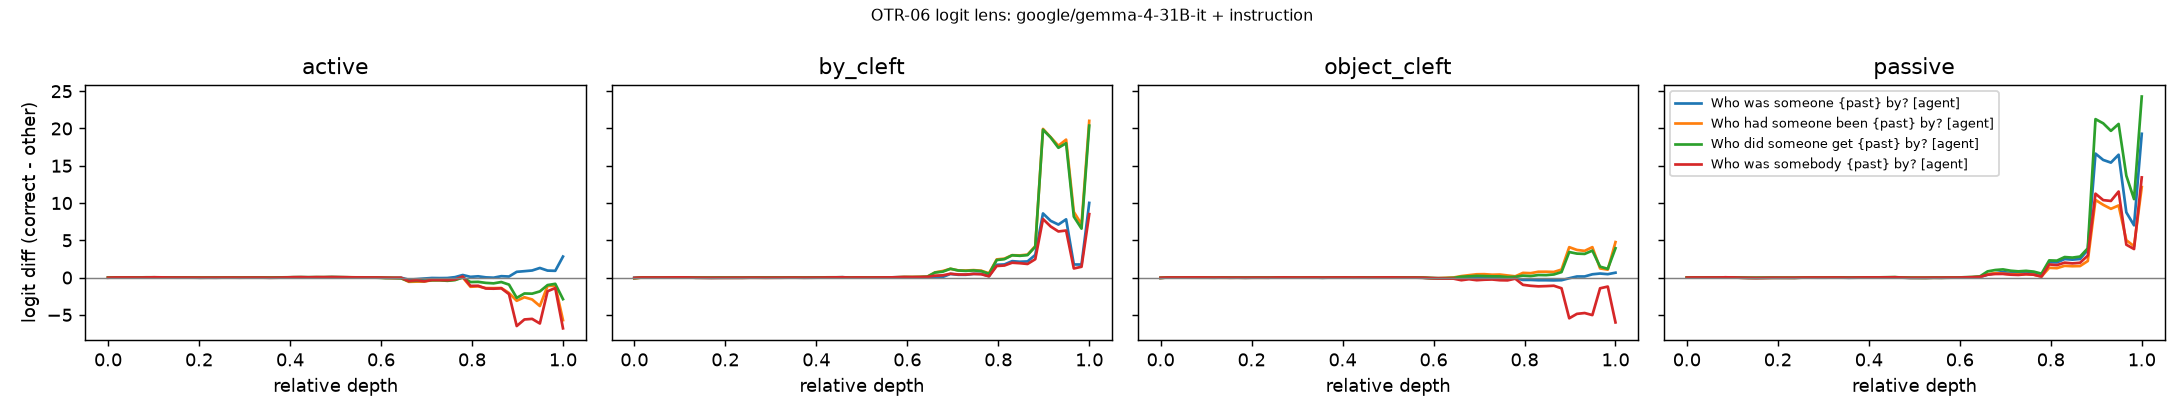 OTR-06 logit lens: google/gemma-4-31B-it + instruction
active
by_cleft
object_cleft
passive
logit diff (correct - other)
25
20
15
10
5
0
−5
Who was someone {past} by? [agent]
Who had someone been {past} by? [agent]
Who did someone get {past} by? [agent]
Who was somebody {past} by? [agent]
0.0 0.2 0.4 0.6 0.8 1.0
0.0 0.2 0.4 0.6 0.8 1.0
0.0 0.2 0.4 0.6 0.8 1.0
0.0 0.2 0.4 0.6 0.8 1.0
relative depth
relative depth
relative depth
relative depth